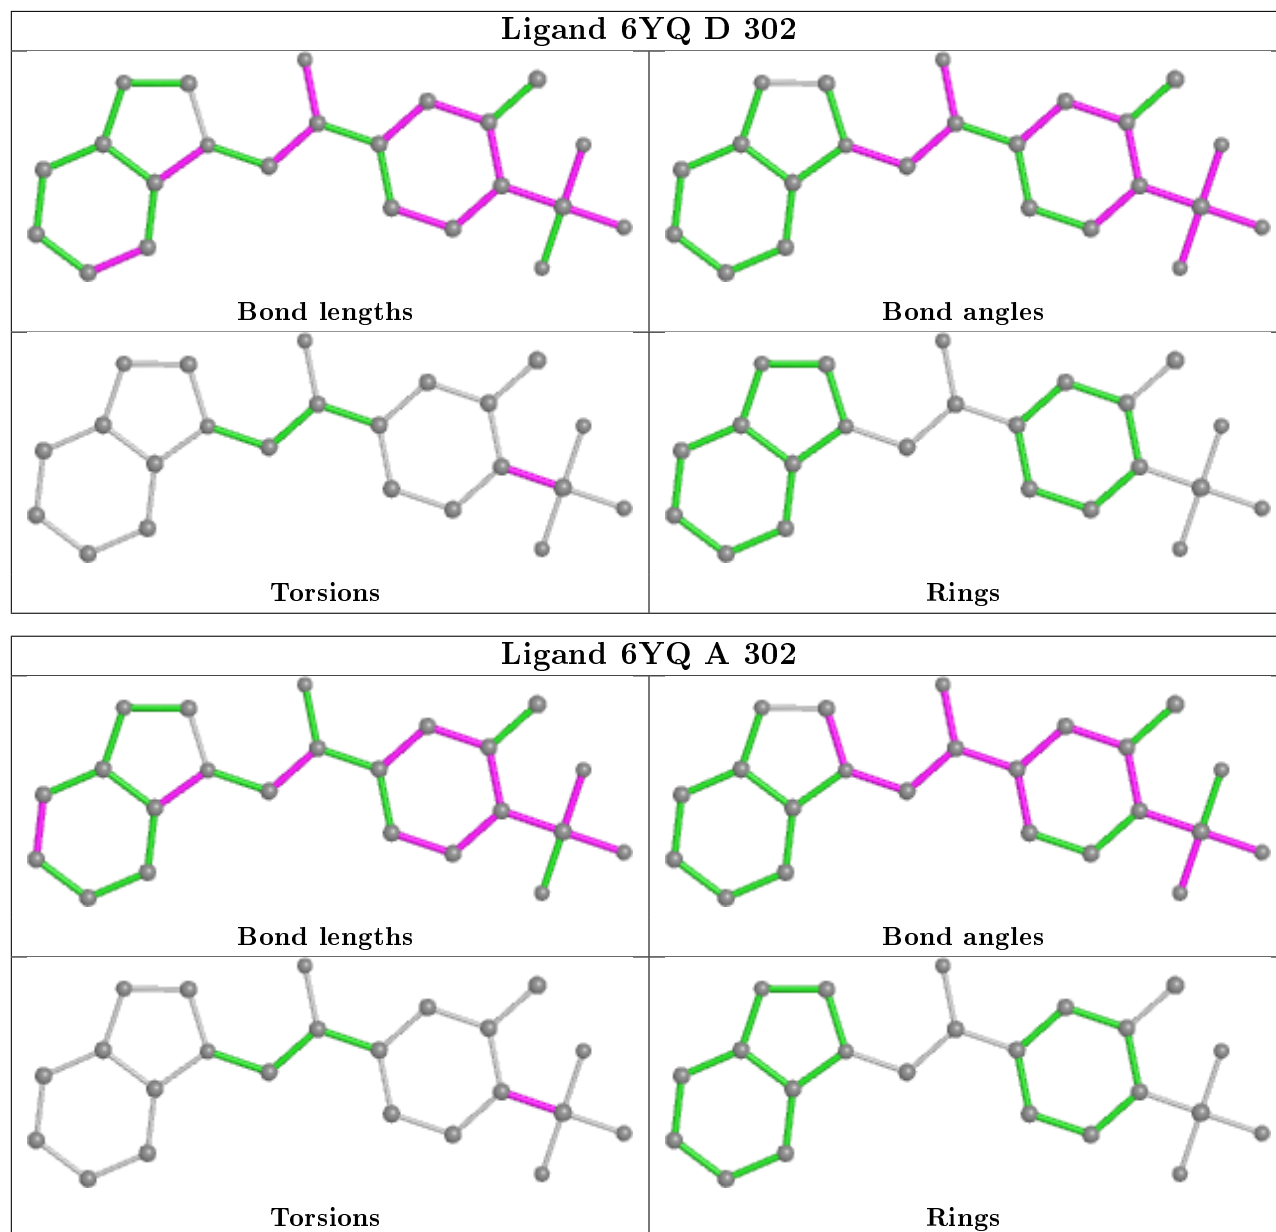 Ligand 6YQ D 302
Bond lengths
Bond angles
Torsions
Rings
Ligand 6YQ A 302
Bond lengths
Bond angles
Torsions
Rings